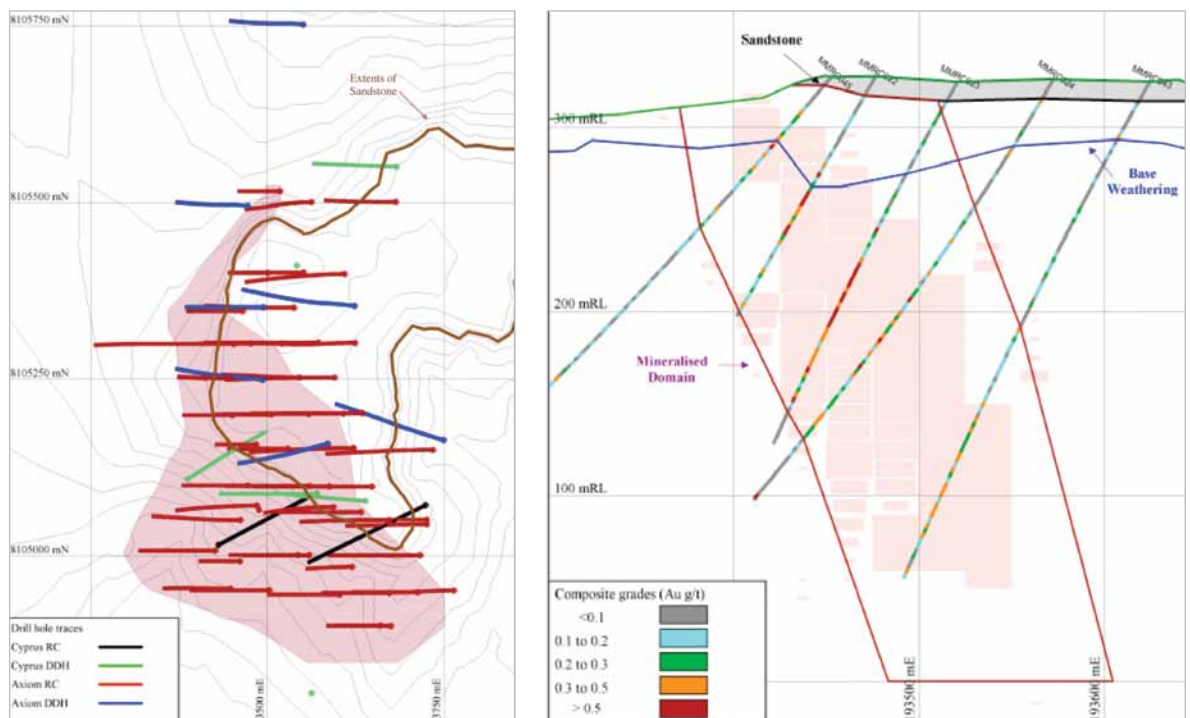 8105750 mN
Extents of
Sandstone
8105500 mN
8105250 mN
8105000 mN
3500 mE
3750 mE
Drill hole traces
Cyprus RC
Cyprus DDH
Axiom RC
Axiom DDH
Sandstone
MMRC043
300 mRL
Base
Weathering
200 mRL
Mineralised
Domain
100 mRL
Composite grades (Au g/t)
<0.1
0.1 to 0.2
0.2 to 0.3
0.3 to 0.5
> 0.5
93500 mE
93600 mE